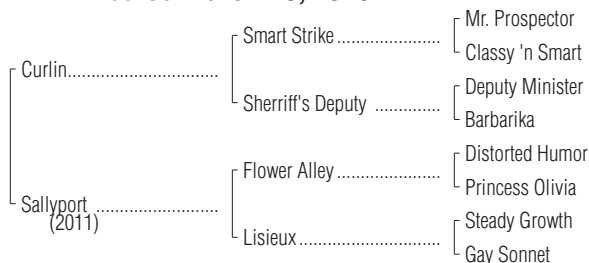 Mr. Prospector
Smart Strike ....................
Classy 'n Smart
Curlin.............................
Deputy Minister
Sherriff's Deputy .............
Barbarika
Distorted Humor
Flower Alley ....................
Princess Olivia
Sallyport .......................
(2011)
Steady Growth
Lisieux ...........................
Gay Sonnet